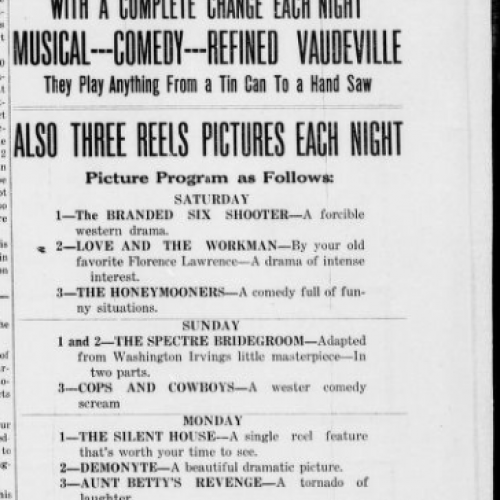 WITH A COMPLETE CHANGE EACH NIGHT
MUSICAL---COMEDY---REFINED VAUDEVILLE
They Play Anything From a Tin Can To a Hand Saw
ALSO THREE REELS PICTURES EACH NIGHT
Picture Program as Follows:
SATURDAY
1—The BRANDED SIX SHOOTER—A forcible
western drama.
2—LOVE AND THE WORKMAN—By your old
favorite Florence Lawrence—A drama of intense
interest.
3—THE HONEYMOONERS—A comedy full of fun-
ny situations.
SUNDAY
1 and 2—THE SPECTRE BRIDEGROOM—Adapted
from Washington Irvings little masterpiece—In
two parts.
3—COPS AND COWBOYS—A wester comedy
scream
MONDAY
1—THE SILENT HOUSE—A single reel feature
that's worth your time to see.
2—DEMONYTE—A beautiful dramatic picture.
3—AUNT BETTY'S REVENGE—A tornado of
laughter